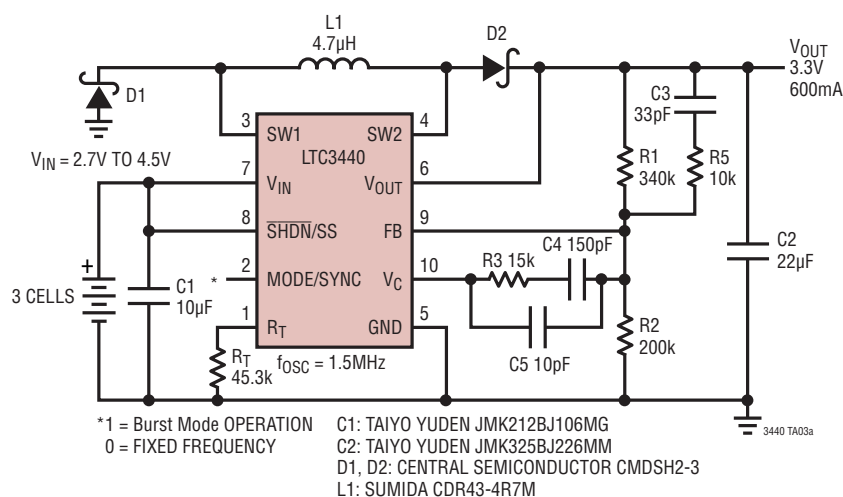 L1
4.7µH
D2
D1
VOUT
3.3V
600mA
C3
33pF
3
SW1
SW2
4
LTC3440
R1
340k
R5
10k
VIN = 2.7V TO 4.5V
7
VIN
VOUT
6
8
SHDN/SS
FB
9
C4 150pF
R3 15k
C2
22µF
+
3 CELLS
C1
10µF
*
2
MODE/SYNC
VC
10
1
RT
GND
5
C5 10pF
R2
200k
RT
45.3k
fOSC = 1.5MHz
*1 = Burst Mode OPERATION
0 = FIXED FREQUENCY
C1: TAIYO YUDEN JMK212BJ106MG
C2: TAIYO YUDEN JMK325BJ226MM
D1, D2: CENTRAL SEMICONDUCTOR CMDSH2-3
L1: SUMIDA CDR43-4R7M
3440 TA03a